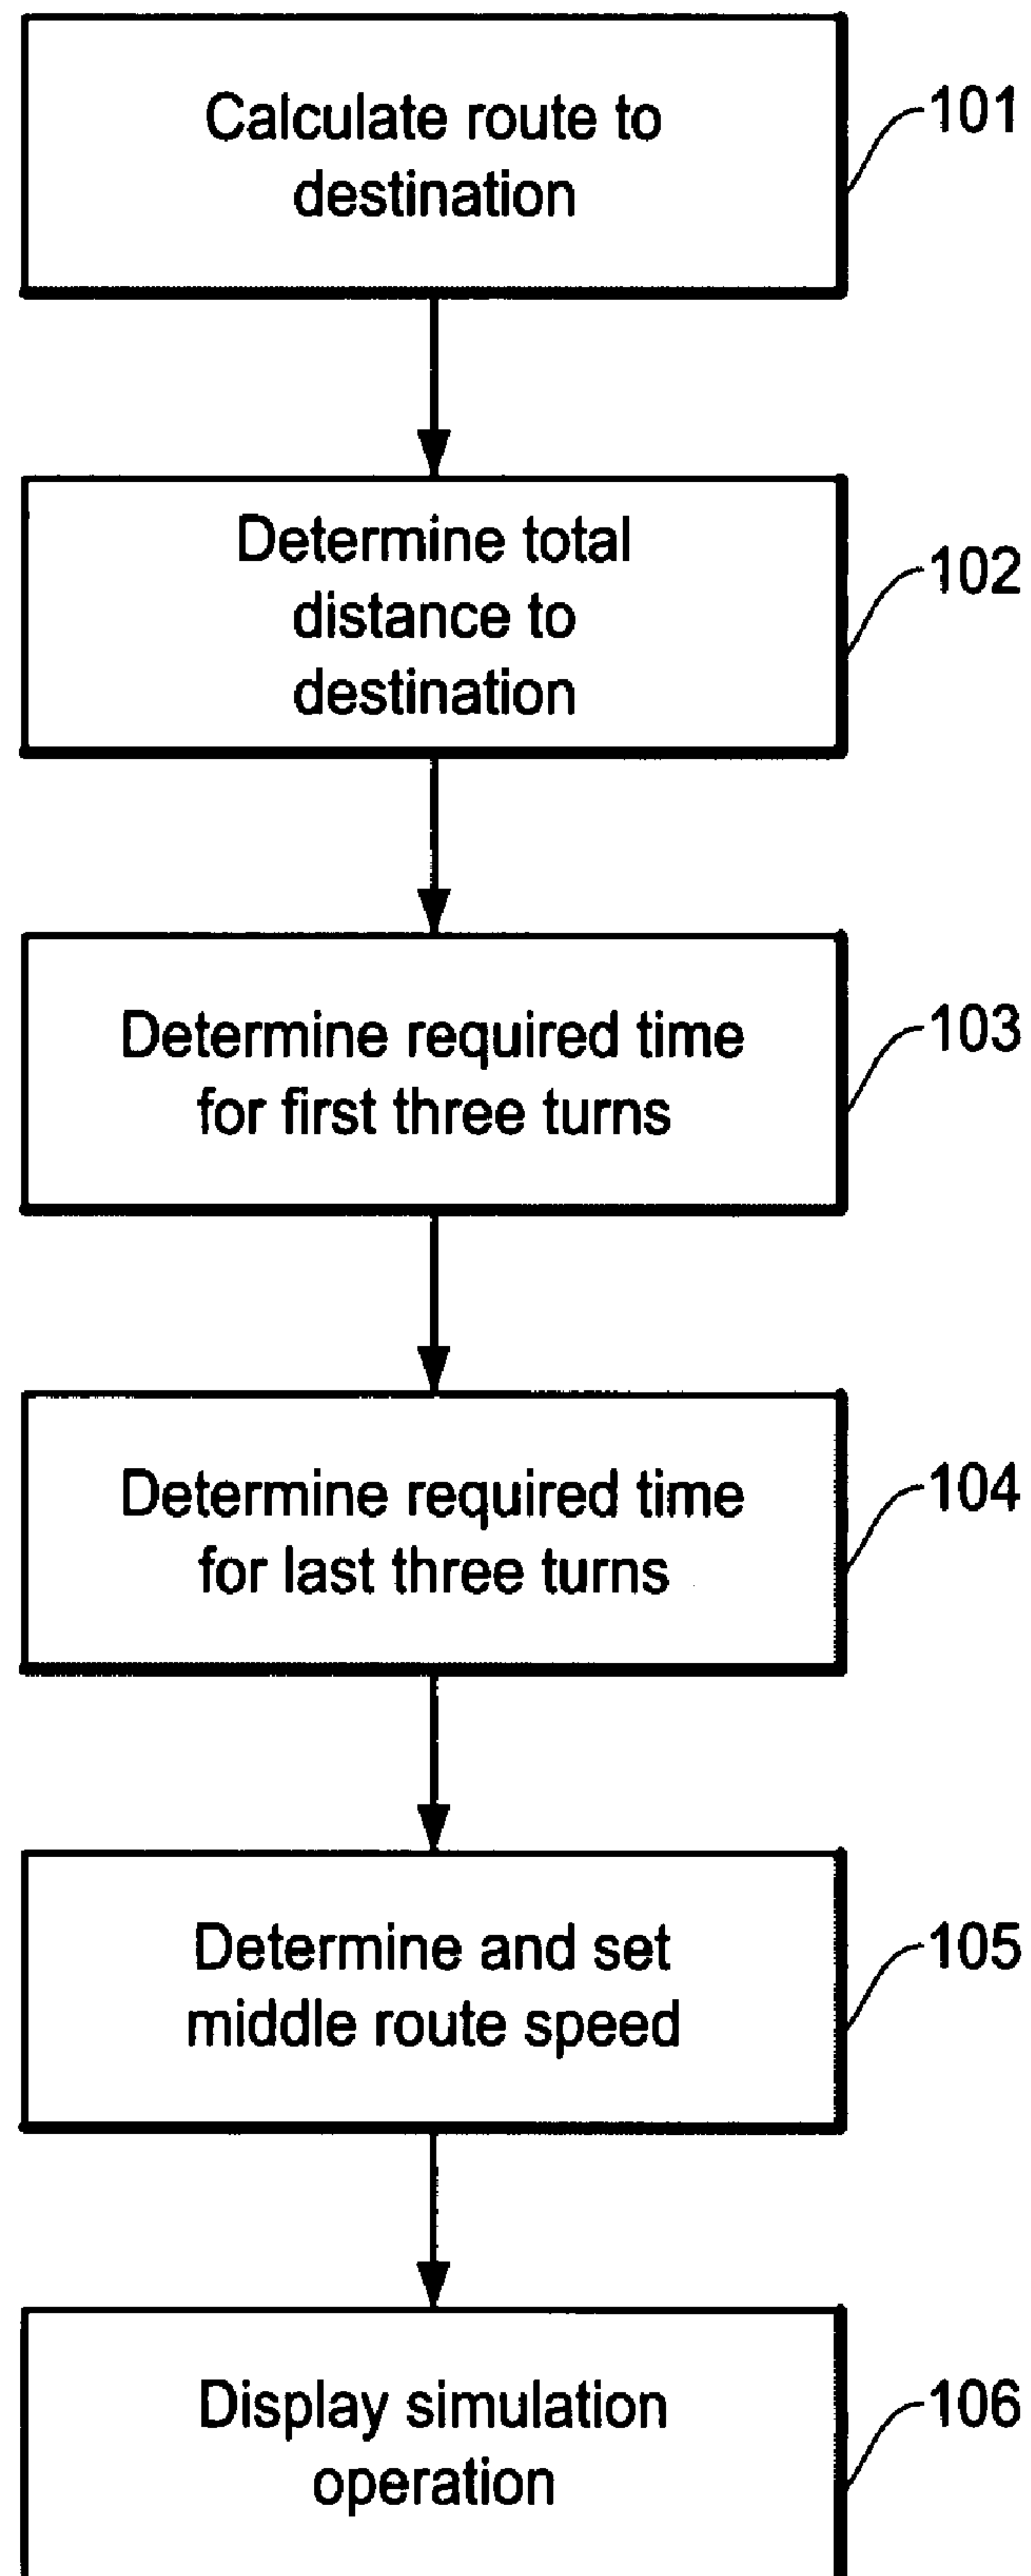 Calculate route to
destination
101
Determine total
distance to
destination
102
Determine required time
for first three turns
103
Determine required time
for last three turns
104
Determine and set
middle route speed
105
Display simulation
operation
106